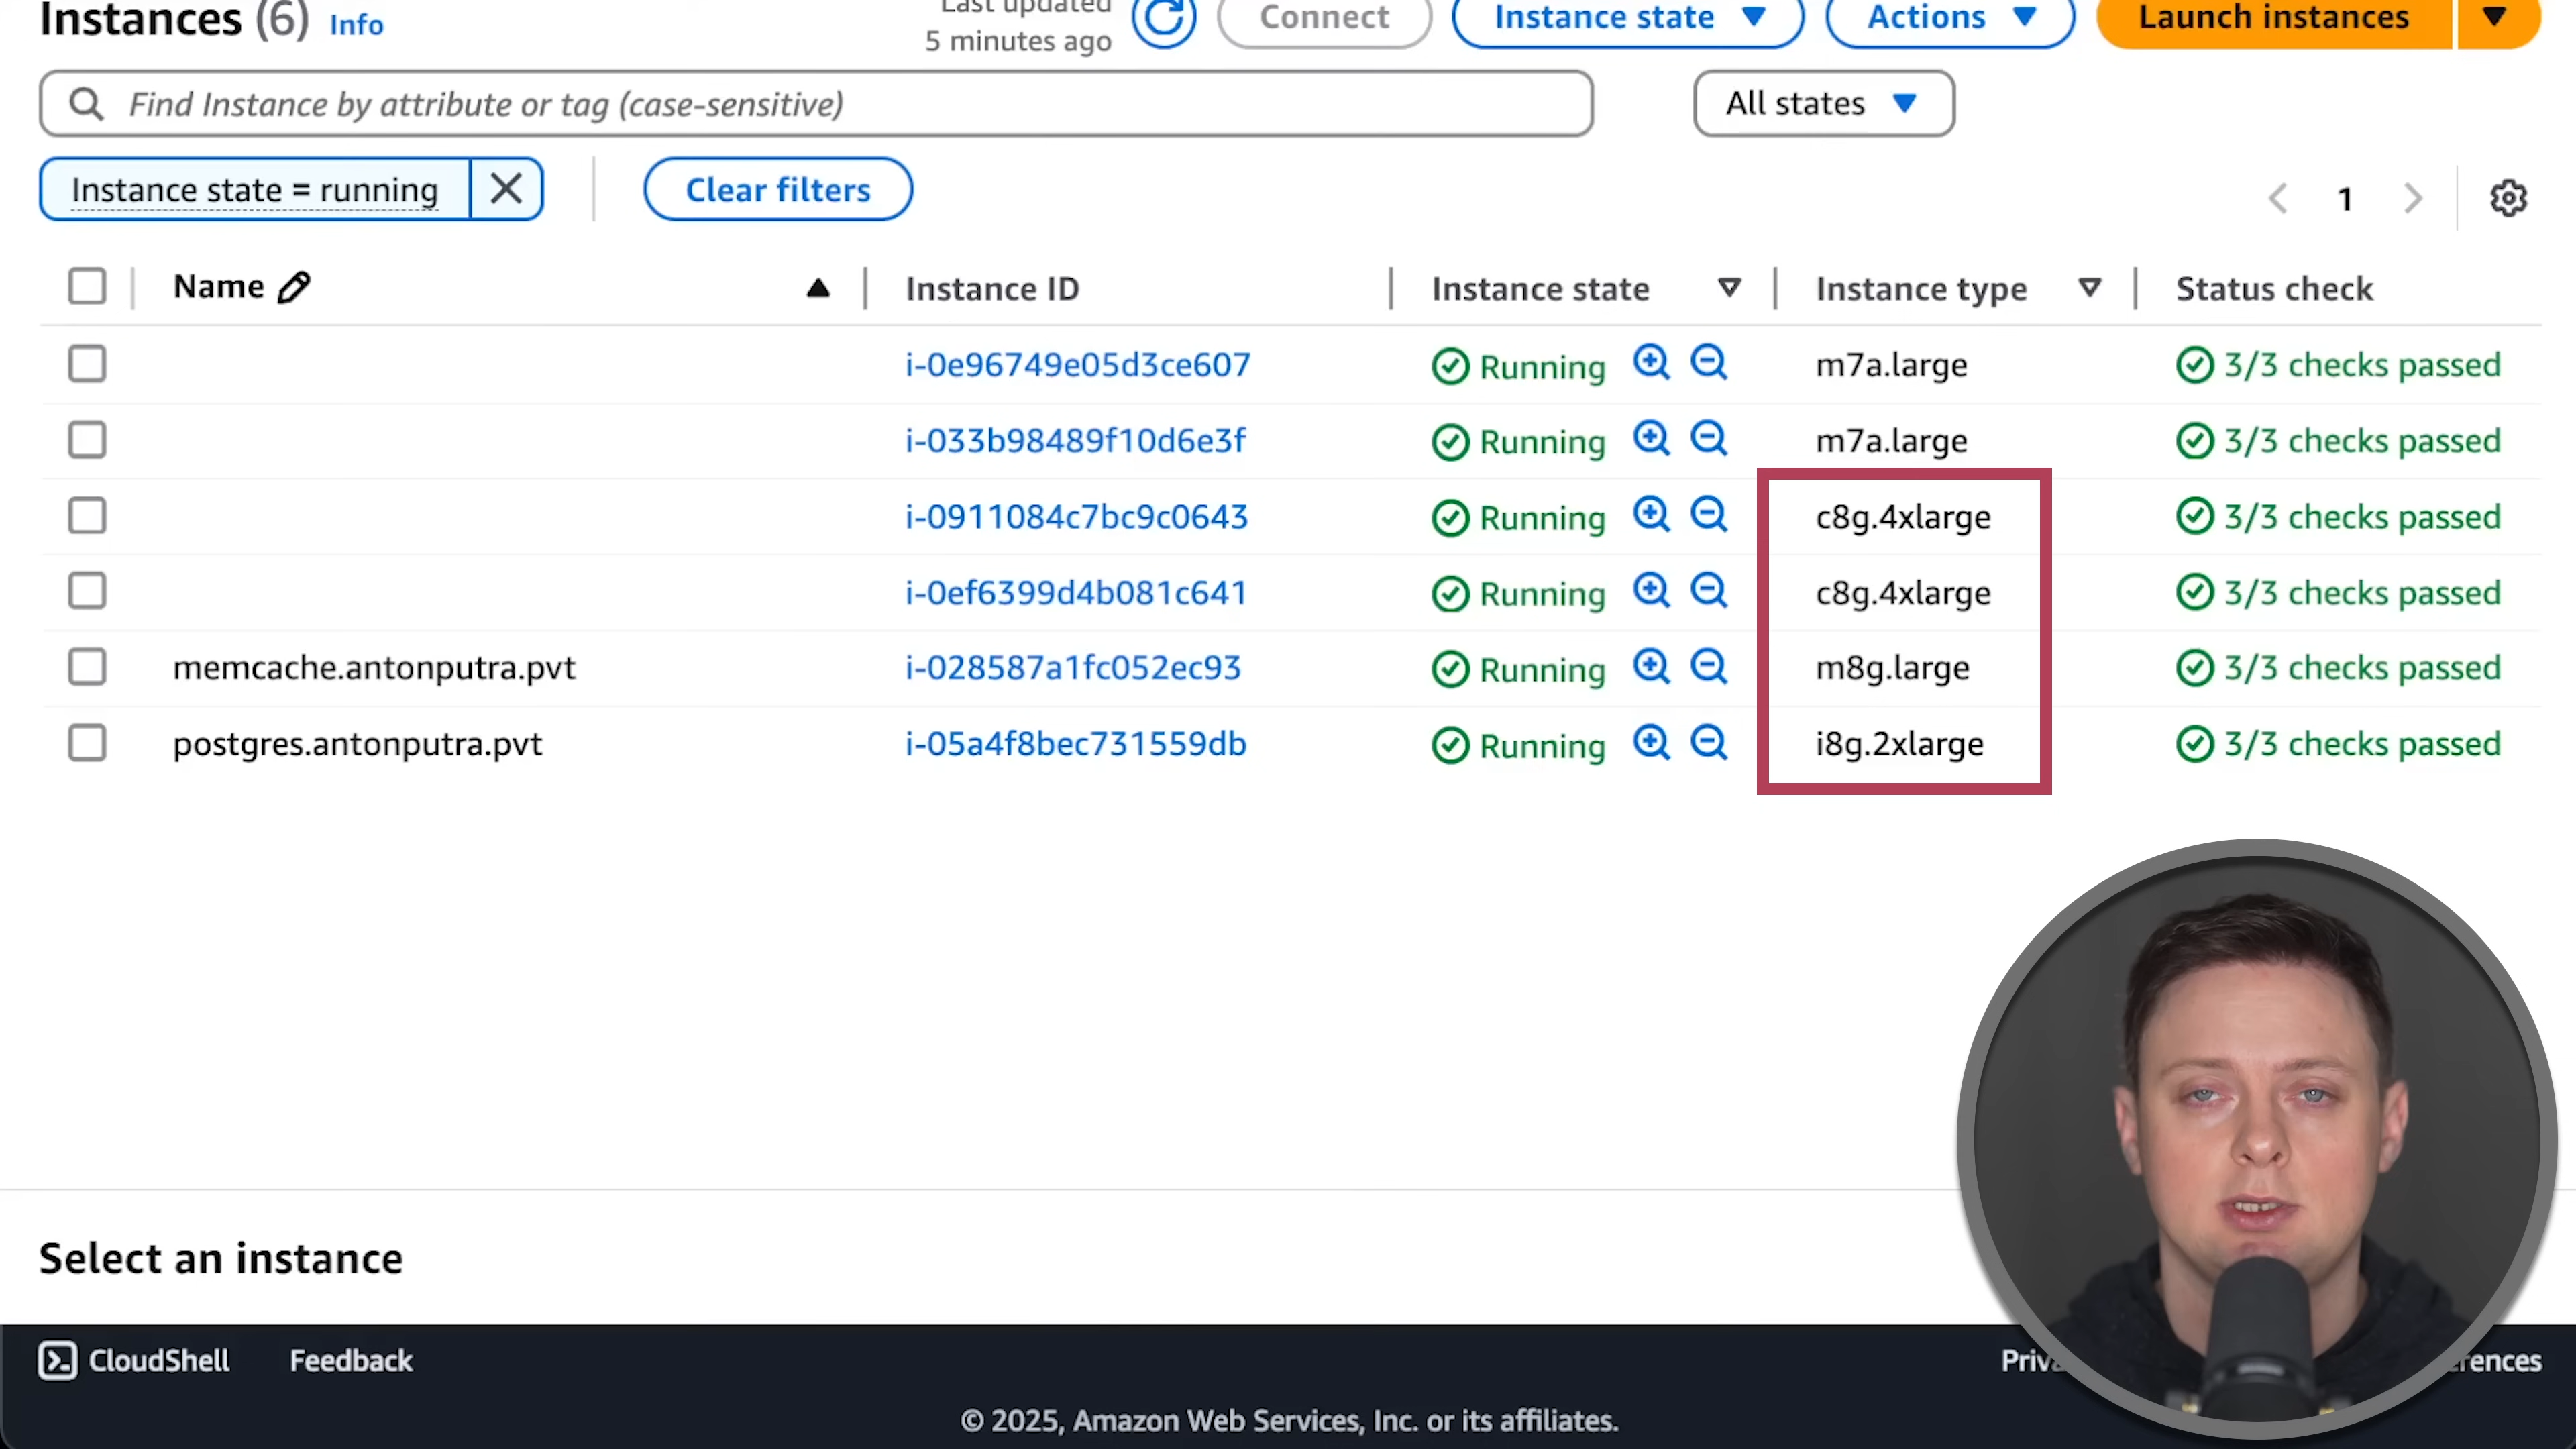 Instances (6) Info
Last updated
5 minutes ago
Connect
Instance state
Actions
Launch instances
Find Instance by attribute or tag (case-sensitive)
All states
Instance state = running
Clear filters
1
Name
Instance ID
Instance state
Instance type
Status check
i-0e96749e05d3ce607 Running m7a.large 3/3 checks passed
i-033b98489f10d6e3f Running m7a.large 3/3 checks passed
i-0911084c7bc9c0643 Running c8g.4xlarge 3/3 checks passed
i-0ef6399d4b081c641 Running c8g.4xlarge 3/3 checks passed
memcache.antonputra.pvt i-028587a1fc052ec93 Running m8g.large 3/3 checks passed
postgres.antonputra.pvt i-05a4f8bec731559db Running i8g.2xlarge 3/3 checks passed
Select an instance
CloudShell Feedback
© 2025, Amazon Web Services, Inc. or its affiliates.